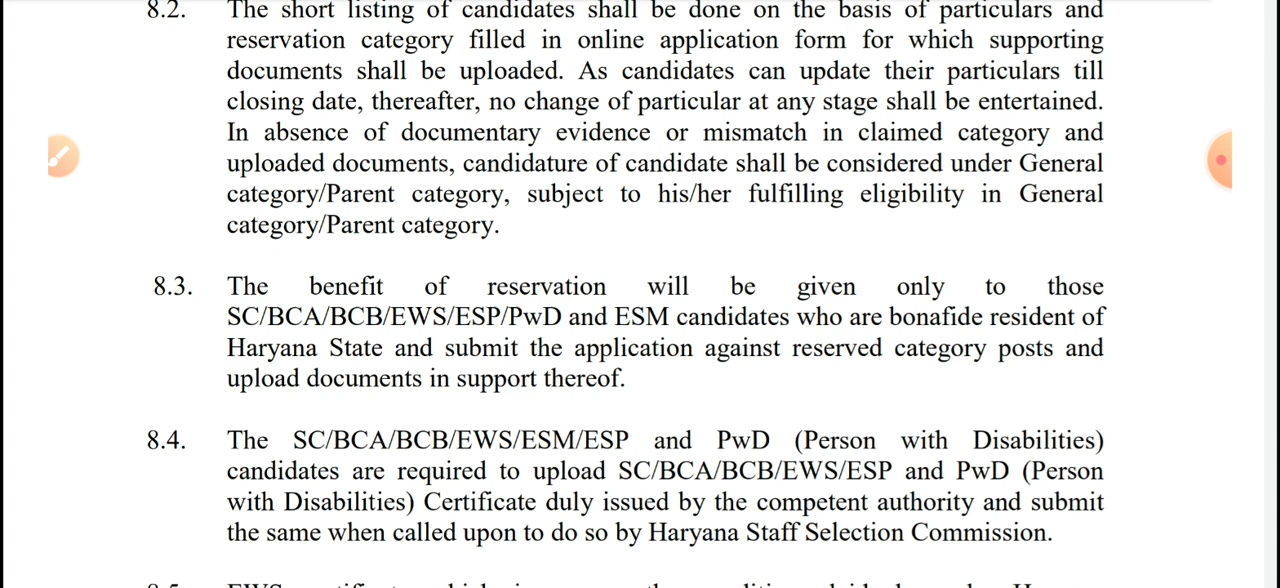 8.2. The short listing of candidates shall be done on the basis of particulars and
reservation category filled in online application form for which supporting
documents shall be uploaded. As candidates can update their particulars till
closing date, thereafter, no change of particular at any stage shall be entertained.
In absence of documentary evidence or mismatch in claimed category and
uploaded documents, candidature of candidate shall be considered under General
category/Parent category, subject to his/her fulfilling eligibility in General
category/Parent category.
8.3. The benefit of reservation will be given only to those
SC/BCA/BCB/EWS/ESP/PwD and ESM candidates who are bonafide resident of
Haryana State and submit the application against reserved category posts and
upload documents in support thereof.
8.4. The SC/BCA/BCB/EWS/ESM/ESP and PwD (Person with Disabilities)
candidates are required to upload SC/BCA/BCB/EWS/ESP and PwD (Person
with Disabilities) Certificate duly issued by the competent authority and submit
the same when called upon to do so by Haryana Staff Selection Commission.